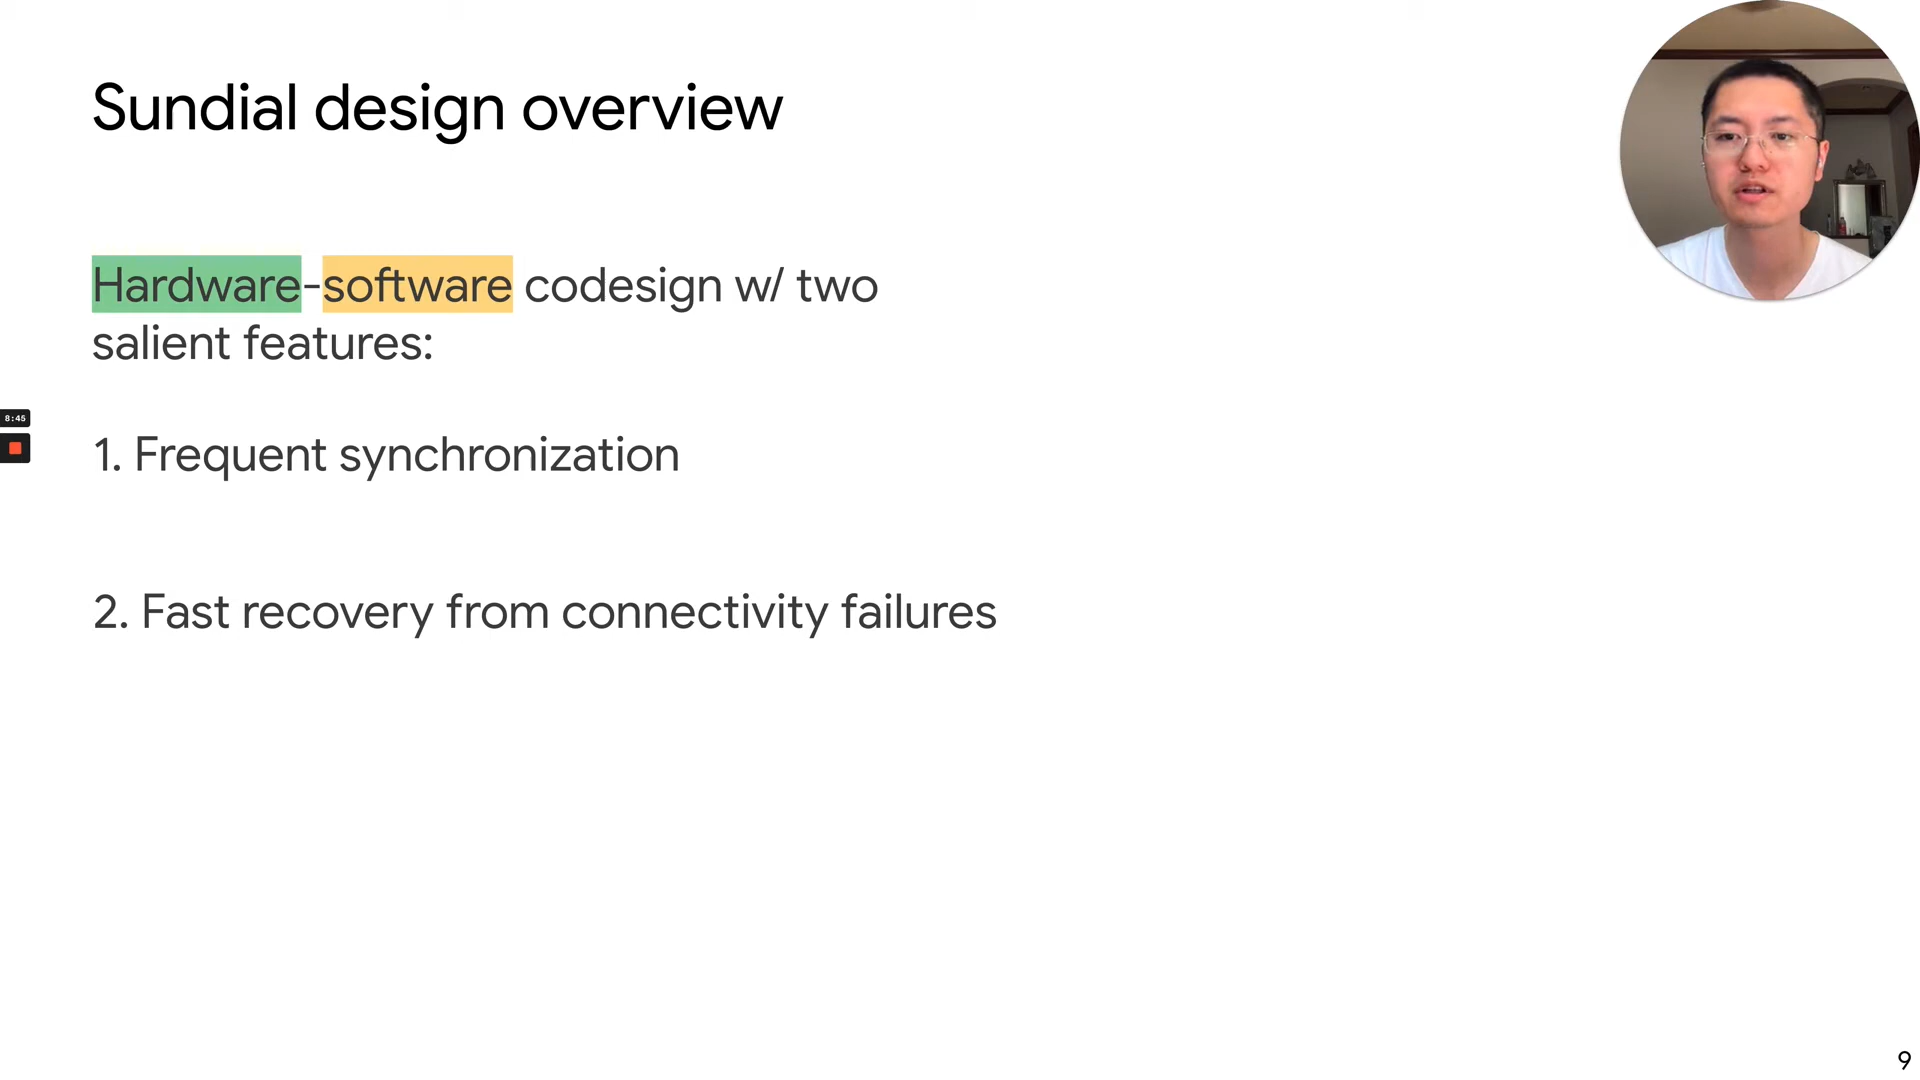 Sundial design overview
Hardware-software codesign w/ two
salient features:
8:45
1. Frequent synchronization
2. Fast recovery from connectivity failures
9